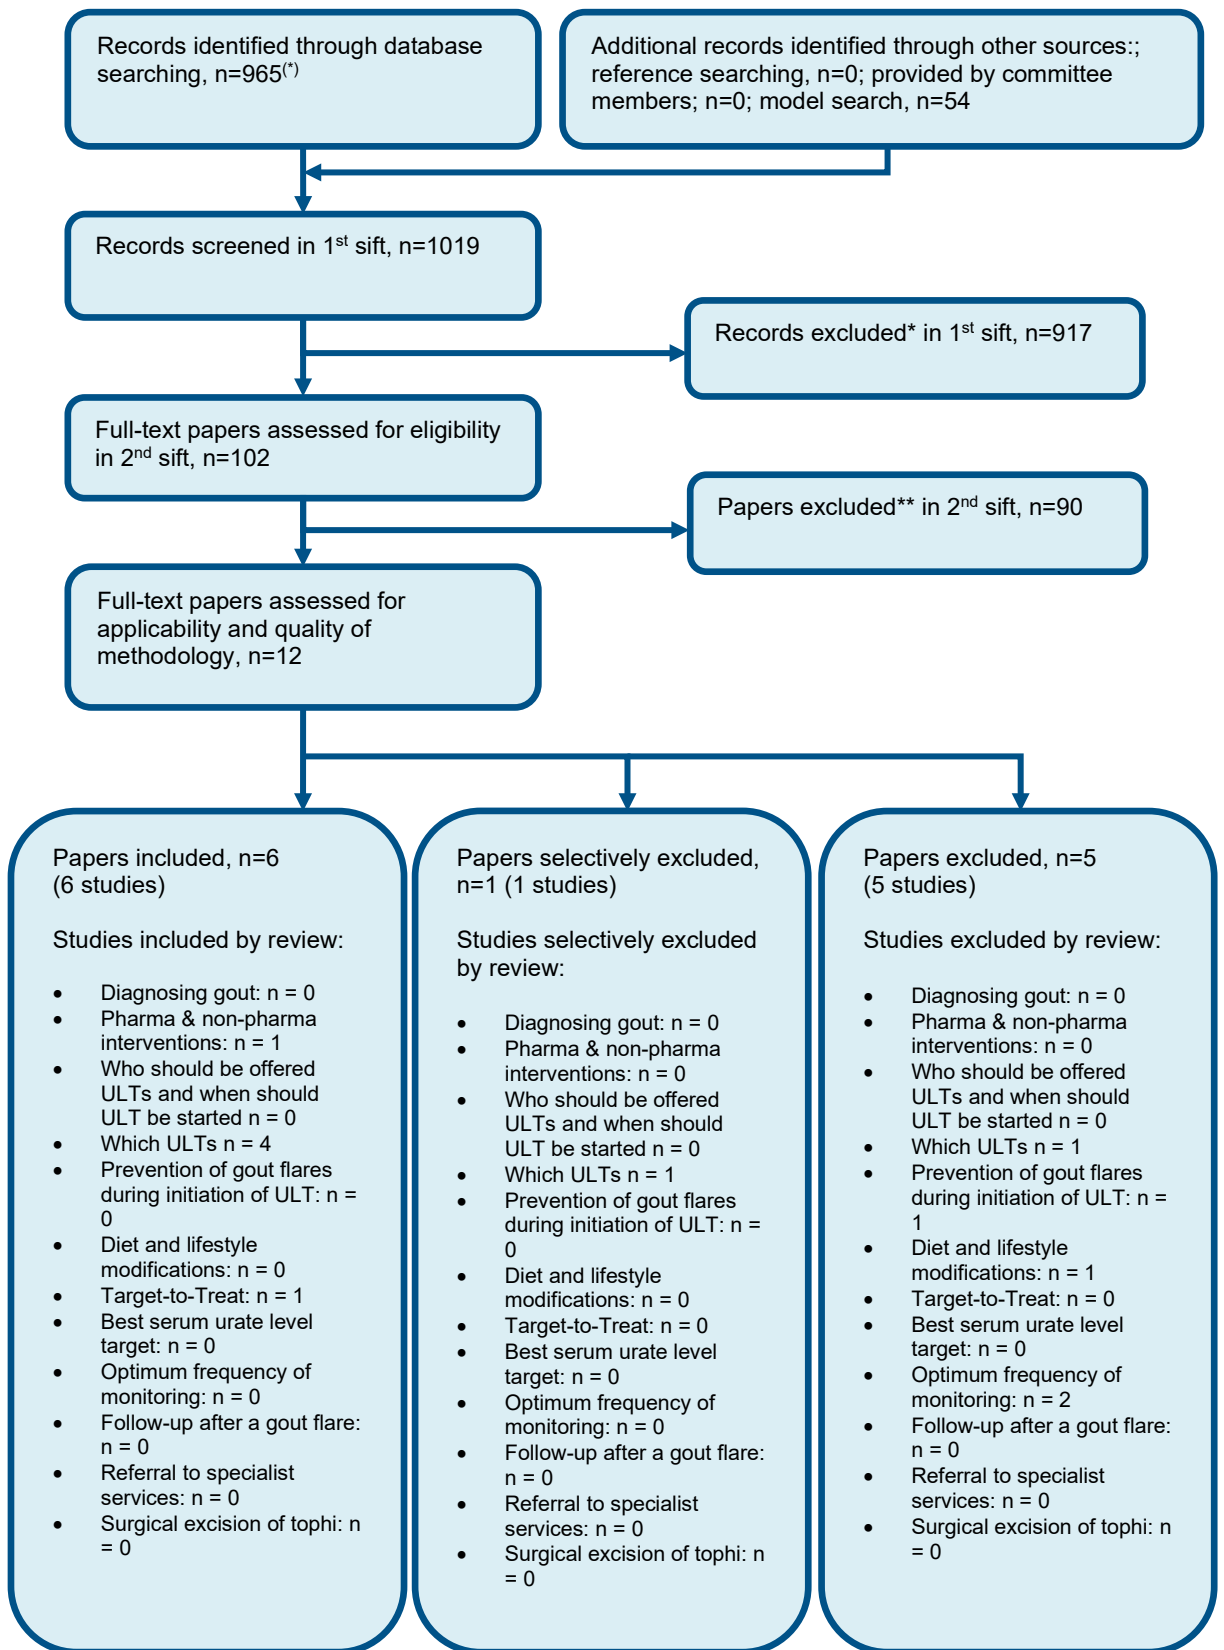 Records identified through database
searching, n=965(*)
Additional records identified through other sources:;
reference searching, n=0; provided by committee
members; n=0; model search, n=54
Records screened in 1st sift, n=1019
Records excluded* in 1st sift, n=917
Full-text papers assessed for eligibility
in 2nd sift, n=102
Papers excluded** in 2nd sift, n=90
Full-text papers assessed for
applicability and quality of
methodology, n=12
Papers included, n=6
(6 studies)
Studies included by review:
• Diagnosing gout: n = 0
• Pharma & non-pharma
interventions: n = 1
• Who should be offered
ULTs and when should
ULT be started n = 0
• Which ULTs n = 4
• Prevention of gout flares
during initiation of ULT: n =
0
• Diet and lifestyle
modifications: n = 0
• Target-to-Treat: n = 1
• Best serum urate level
target: n = 0
• Optimum frequency of
monitoring: n = 0
• Follow-up after a gout flare:
n = 0
• Referral to specialist
services: n = 0
• Surgical excision of tophi: n
= 0
Papers selectively excluded,
n=1 (1 studies)
Studies selectively excluded
by review:
• Diagnosing gout: n = 0
• Pharma & non-pharma
interventions: n = 0
• Who should be offered
ULTs and when should
ULT be started n = 0
• Which ULTs n = 1
• Prevention of gout flares
during initiation of ULT: n =
0
• Diet and lifestyle
modifications: n = 0
• Target-to-Treat: n = 0
• Best serum urate level
target: n = 0
• Optimum frequency of
monitoring: n = 0
• Follow-up after a gout flare:
n = 0
• Referral to specialist
services: n = 0
• Surgical excision of tophi: n
= 0
Papers excluded, n=5
(5 studies)
Studies excluded by review:
• Diagnosing gout: n = 0
• Pharma & non-pharma
interventions: n = 0
• Who should be offered
ULTs and when should
ULT be started n = 0
• Which ULTs n = 1
• Prevention of gout flares
during initiation of ULT: n =
1
• Diet and lifestyle
modifications: n = 1
• Target-to-Treat: n = 0
• Best serum urate level
target: n = 0
• Optimum frequency of
monitoring: n = 2
• Follow-up after a gout flare:
n = 0
• Referral to specialist
services: n = 0
• Surgical excision of tophi: n
= 0